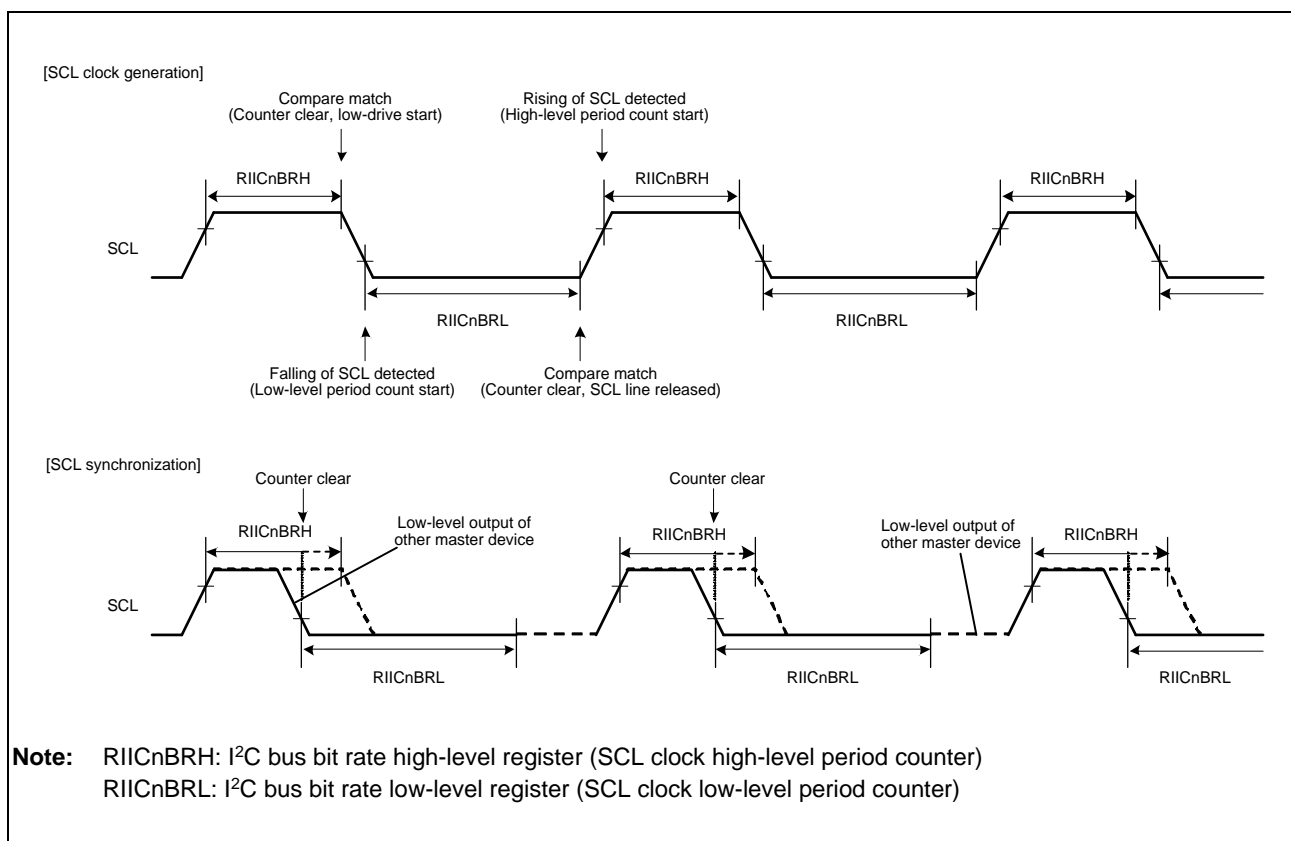 [SCL clock generation]
Compare match
(Counter clear, low-drive start)
Rising of SCL detected
(High-level period count start)
RIICnBRH
RIICnBRH
RIICnBRH
SCL
RIICnBRL
RIICnBRL
Falling of SCL detected
(Low-level period count start)
Compare match
(Counter clear, SCL line released)
[SCL synchronization]
Counter clear
Counter clear
RIICnBRH
Low-level output of
other master device
RIICnBRH
Low-level output of
other master device
RIICnBRH
SCL
RIICnBRL
RIICnBRL
RIICnBRL
Note: RIICnBRH: I²C bus bit rate high-level register (SCL clock high-level period counter)
RIICnBRL: I²C bus bit rate low-level register (SCL clock low-level period counter)